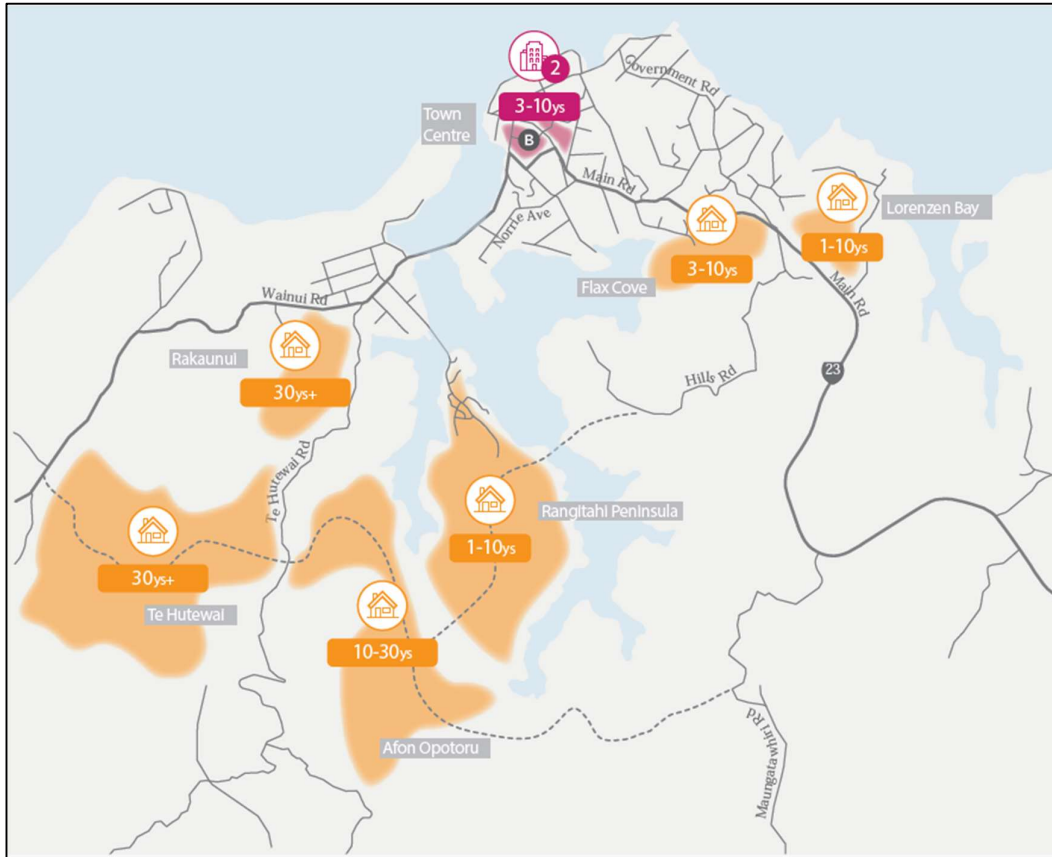 2
3-10ys
Town
Centre
B
Government Rd
Main Rd
Norrie Ave
Lorenzen Bay
1-10ys
3-10ys
Flax Cove
Main Rd
Wainui Rd
Rakaunui
30ys+
Hills Rd
23
Te Hutewai Rd
Rangitahi Peninsula
1-10ys
30ys+
Te Hutewai
10-30ys
Afon Opotoru
Maungatawhiri Rd